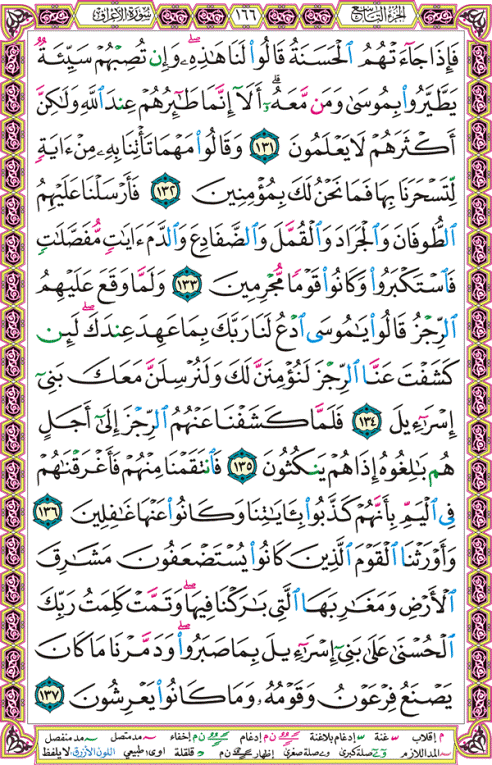 الجزء التاسع ١٦٦ سورة الأعراف
فَإِذَا جَآءَتْهُمُ ٱلْحَسَنَةُ قَالُوا۟ لَنَا هَـٰذِهِۦ ۖ وَإِن تُصِبْهُمْ سَيِّئَةٌ
يَطَّيَّرُوا۟ بِمُوسَىٰ وَمَن مَّعَهُۥٓ ۗ أَلَآ إِنَّمَا طَـٰٓئِرُهُمْ عِندَ ٱللَّهِ وَلَـٰكِنَّ
أَكْثَرَهُمْ لَا يَعْلَمُونَ ١٣١ وَقَالُوا۟ مَهْمَا تَأْتِنَا بِهِۦ مِنْ ءَايَةٍ
لِّتَسْحَرَنَا بِهَا فَمَا نَحْنُ لَكَ بِمُؤْمِنِينَ ١٣٢ فَأَرْسَلْنَا عَلَيْهِمُ
ٱلطُّوفَانَ وَٱلْجَرَادَ وَٱلْقُمَّلَ وَٱلضَّفَادِعَ وَٱلدَّمَ ءَايَـٰتٍ مُّفَصَّلَـٰتٍ
فَٱسْتَكْبَرُوا۟ وَكَانُوا۟ قَوْمًا مُّجْرِمِينَ ١٣٣ وَلَمَّا وَقَعَ عَلَيْهِمُ
ٱلرِّجْزُ قَالُوا۟ يَـٰمُوسَى ٱدْعُ لَنَا رَبَّكَ بِمَا عَهِدَ عِندَكَ ۖ لَئِن
كَشَفْتَ عَنَّا ٱلرِّجْزَ لَنُؤْمِنَنَّ لَكَ وَلَنُرْسِلَنَّ مَعَكَ بَنِىٓ
إِسْرَٰٓءِيلَ ١٣٤ فَلَمَّا كَشَفْنَا عَنْهُمُ ٱلرِّجْزَ إِلَىٰٓ أَجَلٍ
هُم بَـٰلِغُوهُ إِذَا هُمْ يَنكُثُونَ ١٣٥ فَٱنتَقَمْنَا مِنْهُمْ فَأَغْرَقْنَـٰهُمْ
فِى ٱلْيَمِّ بِأَنَّهُمْ كَذَّبُوا۟ بِـَٔايَـٰتِنَا وَكَانُوا۟ عَنْهَا غَـٰفِلِينَ ١٣٦
وَأَوْرَثْنَا ٱلْقَوْمَ ٱلَّذِينَ كَانُوا۟ يُسْتَضْعَفُونَ مَشَـٰرِقَ
ٱلْأَرْضِ وَمَغَـٰرِبَهَا ٱلَّتِى بَـٰرَكْنَا فِيهَا ۖ وَتَمَّتْ كَلِمَتُ رَبِّكَ
ٱلْحُسْنَىٰ عَلَىٰ بَنِىٓ إِسْرَٰٓءِيلَ بِمَا صَبَرُوا۟ ۖ وَدَمَّرْنَا مَا كَانَ
يَصْنَعُ فِرْعَوْنُ وَقَوْمُهُۥ وَمَا كَانُوا۟ يَعْرِشُونَ ١٣٧
م إقلاب غنة إدغام بلاغنة ن م إدغام ن م إخفاء مد متصل مد منفصل
المد اللازم وصلة كبرى وصلة صغرى إظهار ن م قلقلة اوى: طبيعي اللون الأزرق: لا يلفظ